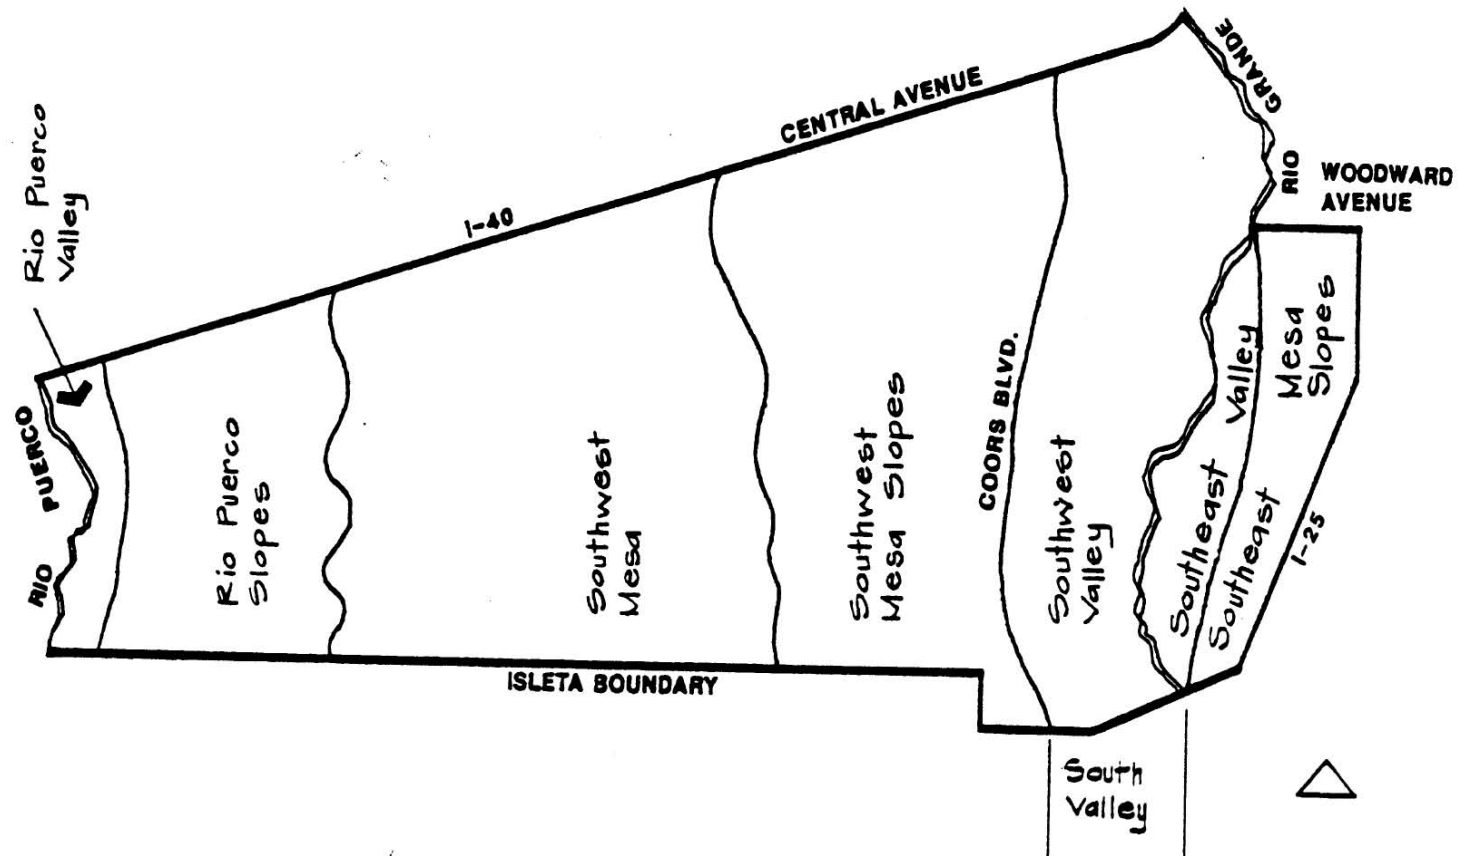 GRANDE
RIO
CENTRAL AVENUE
WOODWARD
AVENUE
I-40
Rio Puerco
Valley
RIO PUERCO
Rio Puerco
Slopes
Southwest
Mesa
Southwest
Mesa Slopes
COORS BLVD.
Southwest
Valley
Southeast Valley
Southeast
Mesa
Slopes
I-25
ISLETA BOUNDARY
South
Valley